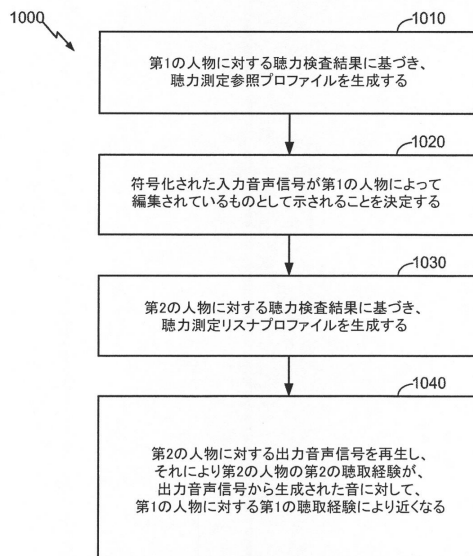 1000
1010
第1の人物に対する聴力検査結果に基づき、
聴力測定参照プロファイルを生成する
1020
符号化された入力音声信号が第1の人物によって
編集されているものとして示されることを決定する
1030
第2の人物に対する聴力検査結果に基づき、
聴力測定リスナプロファイルを生成する
1040
第2の人物に対する出力音声信号を再生し、
それにより第2の人物の第2の聴取経験が、
出力音声信号から生成された音に対して、
第1の人物に対する第1の聴取経験により近くなる